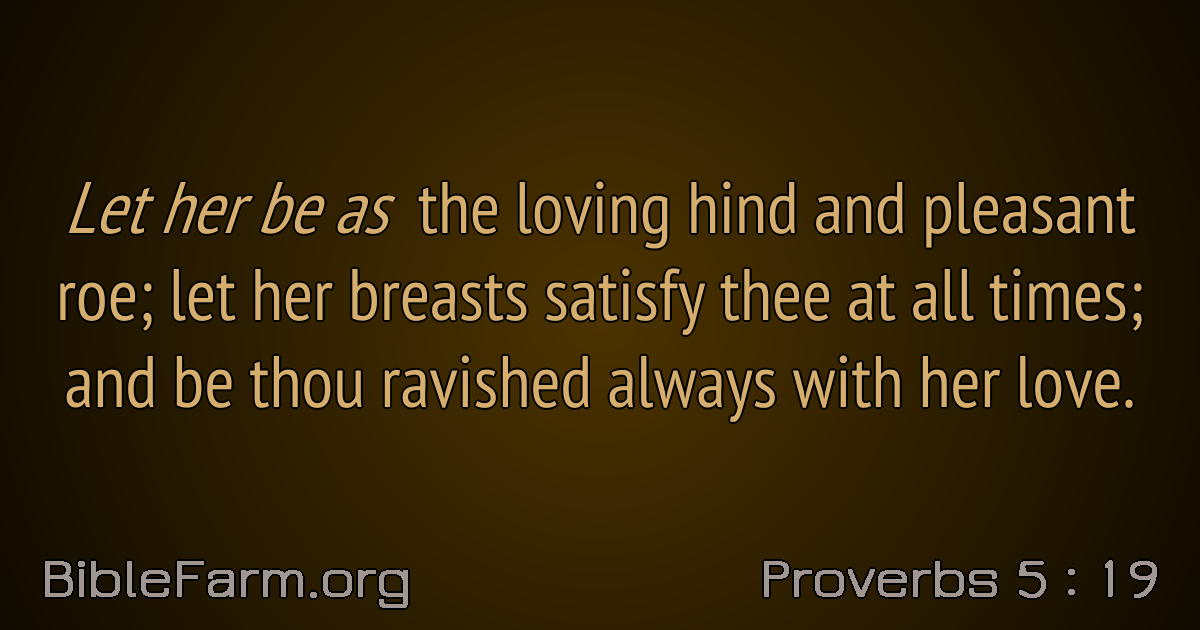 Let her be as the loving hind and pleasant
roe; let her breasts satisfy thee at all times;
and be thou ravished always with her love.
BibleFarm.org
Proverbs 5 : 19